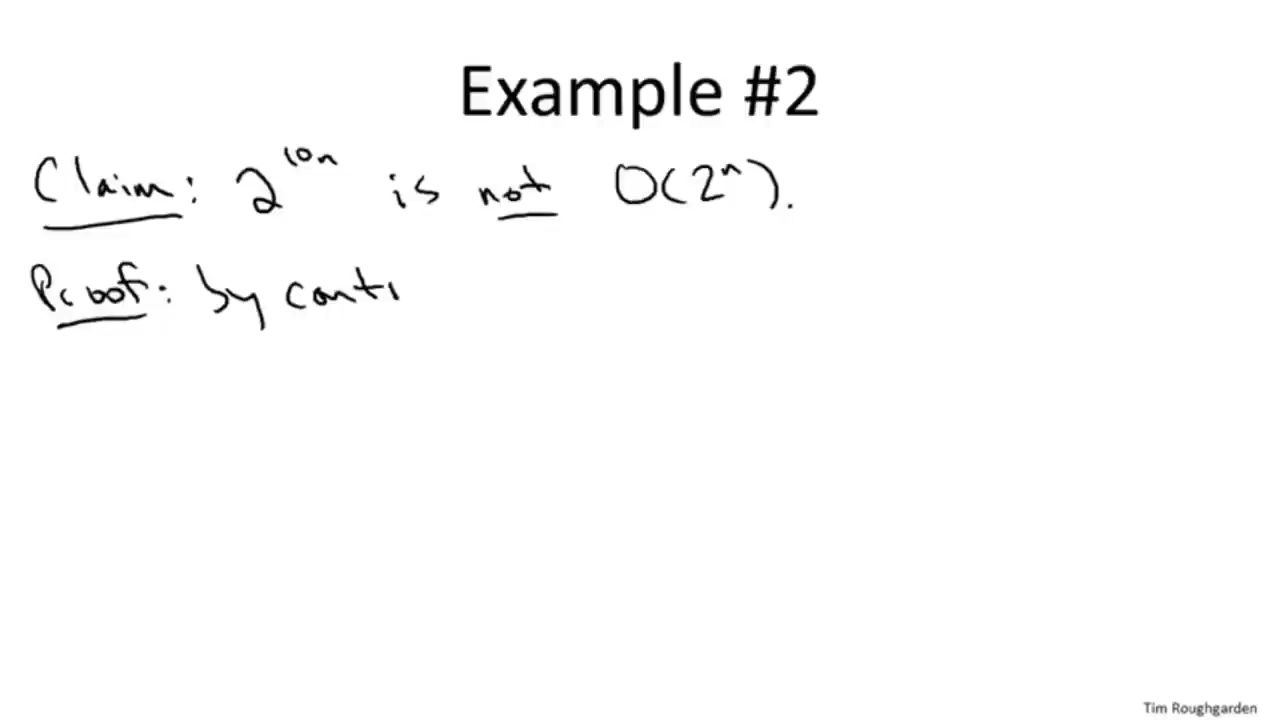 Example #2
Claim: 2^{10n} is not O(2^n).
Proof: by contr
Tim Roughgarden